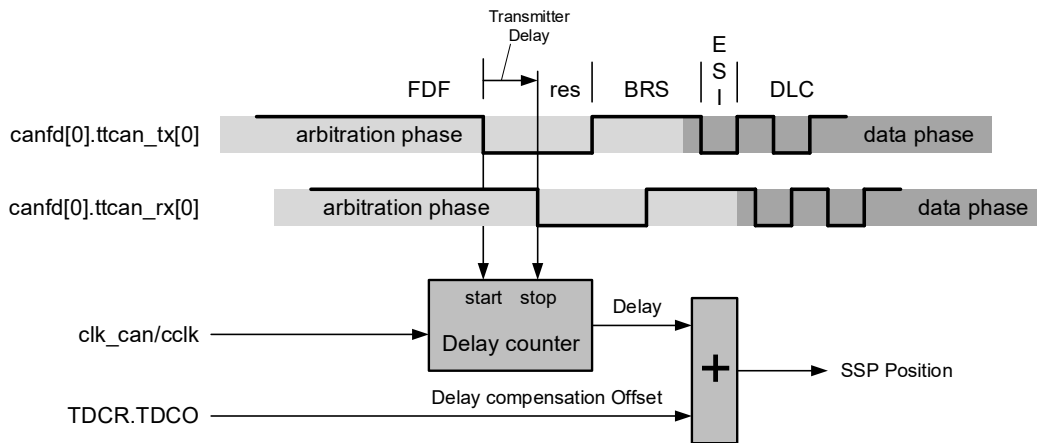 Transmitter
Delay
E
S
I
FDF
res
BRS
DLC
canfd[0].ttcan_tx[0]
arbitration phase
data phase
canfd[0].ttcan_rx[0]
arbitration phase
data phase
start
stop
Delay
clk_can/cclk
Delay counter
+
SSP Position
Delay compensation Offset
TDCR.TDCO